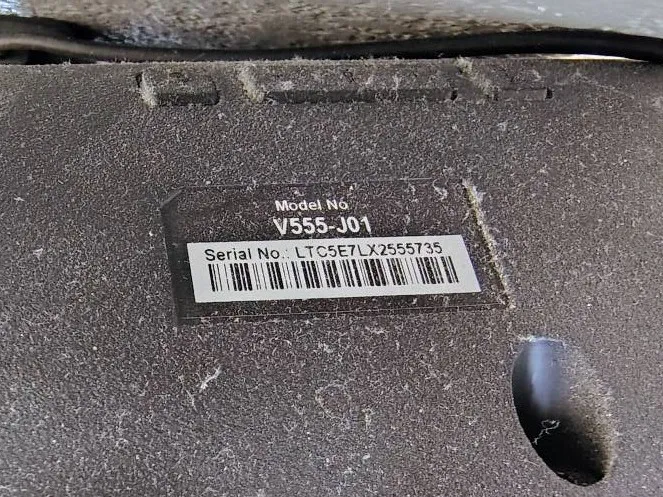 Model No
V555-J01
Serial No.: LTC5E7LX2555735